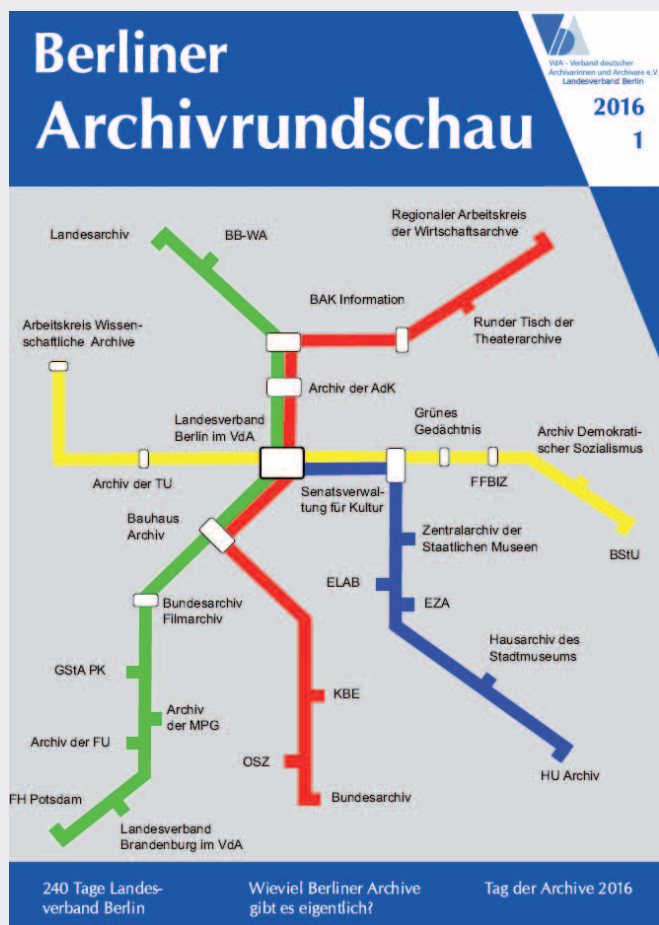 Berliner
Archivrundschau
VdA - Verband deutscher
Archivarinnen und Archivare e.V.
Landesverband Berlin
2016
1
Landesarchiv
BB-WA
Regionaler Arbeitskreis
der Wirtschaftsarchve
BAK Information
Runder Tisch der
Theaterarchive
Arbeitskreis Wissen-
schaftliche Archive
Archiv der AdK
Landesverband
Berlin im VdA
Grünes
Gedächtnis
Archiv Demokrati-
scher Sozialismus
Archiv der TU
Senatsverwal-
tung für Kultur
FFBIZ
BStU
Bauhaus
Archiv
Zentralarchiv der
Staatlichen Museen
ELAB
EZA
Bundesarchiv
Filmarchiv
Hausarchiv des
Stadtmuseums
GStA PK
KBE
Archiv
der MPG
Archiv der FU
OSZ
HU Archiv
FH Potsdam
Bundesarchiv
Landesverband
Brandenburg im VdA
240 Tage Landes-
verband Berlin
Wieviel Berliner Archive
gibt es eigentlich?
Tag der Archive 2016